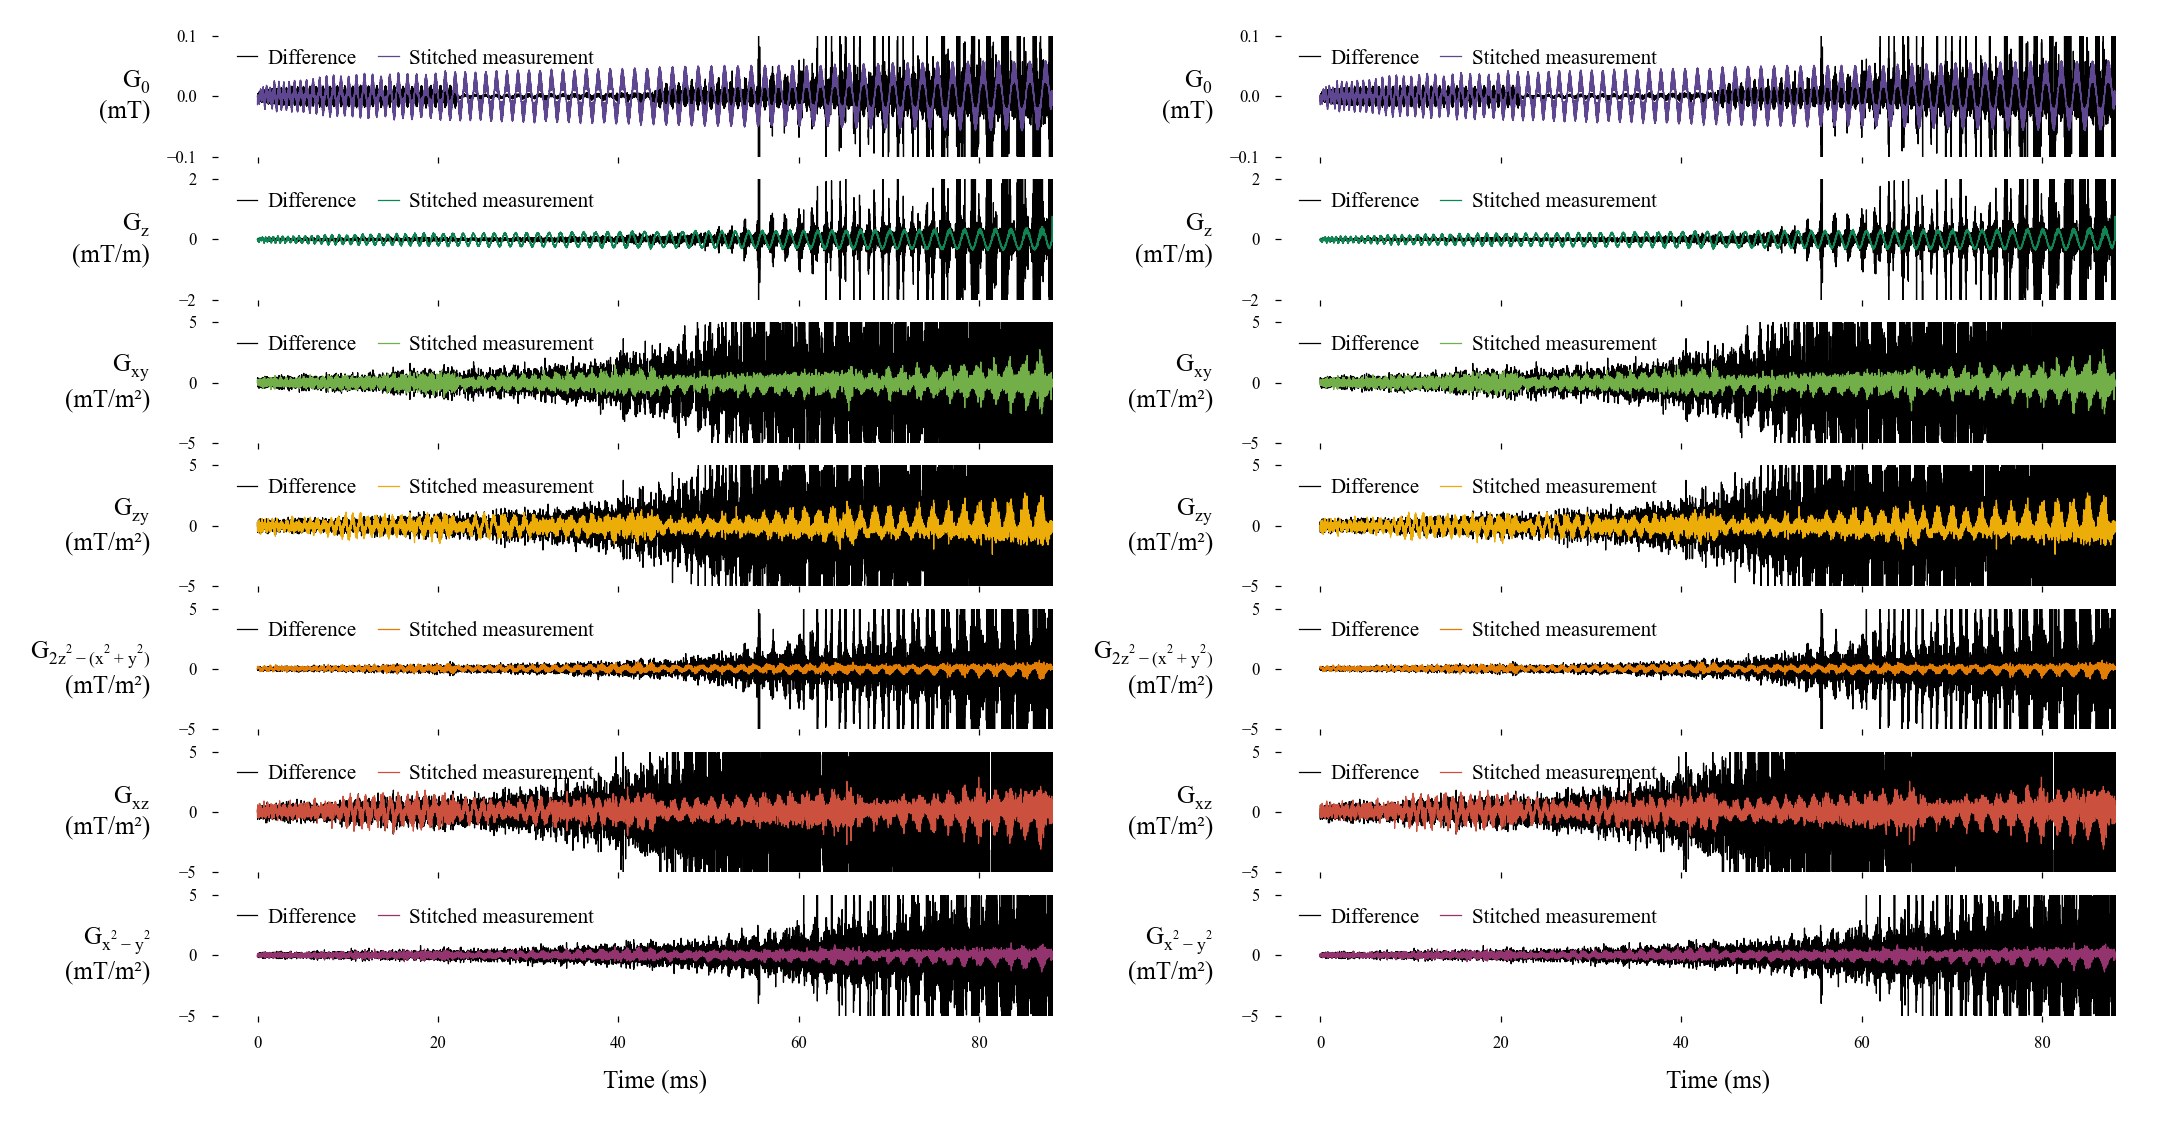 0.1
G0
(mT)
0.0
−0.1
Difference
Stitched measurement
2
Gz
(mT/m)
0
−2
Difference
Stitched measurement
5
Gxy
(mT/m²)
0
−5
Difference
Stitched measurement
5
Gzy
(mT/m²)
0
−5
Difference
Stitched measurement
5
G2z² − (x² + y²)
(mT/m²)
0
−5
Difference
Stitched measurement
5
Gxz
(mT/m²)
0
−5
Difference
Stitched measurement
5
Gx² − y²
(mT/m²)
0
−5
Difference
Stitched measurement
0 20 40 60 80
Time (ms)
0.1
G0
(mT)
0.0
−0.1
Difference
Stitched measurement
2
Gz
(mT/m)
0
−2
Difference
Stitched measurement
5
Gxy
(mT/m²)
0
−5
Difference
Stitched measurement
5
Gzy
(mT/m²)
0
−5
Difference
Stitched measurement
5
G2z² − (x² + y²)
(mT/m²)
0
−5
Difference
Stitched measurement
5
Gxz
(mT/m²)
0
−5
Difference
Stitched measurement
5
Gx² − y²
(mT/m²)
0
−5
Difference
Stitched measurement
0 20 40 60 80
Time (ms)